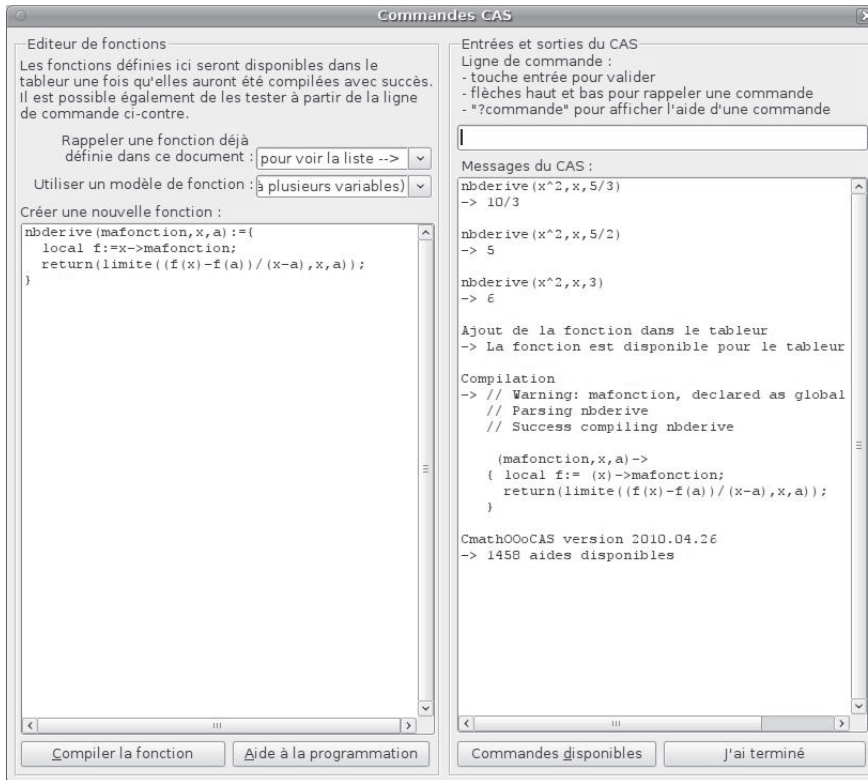 Commandes CAS
Editeur de fonctions
Les fonctions définies ici seront disponibles dans le
tableur une fois qu'elles auront été compilées avec succès.
Il est possible également de les tester à partir de la ligne
de commande ci-contre.
Rappeler une fonction déjà
définie dans ce document : pour voir la liste -->
Utiliser un modèle de fonction : à plusieurs variables)
Créer une nouvelle fonction :
nbderive(mafonction,x,a):={
local f:=x->mafonction;
return(limite((f(x)-f(a))/(x-a),x,a));
}
Compiler la fonction
Aide à la programmation
Entrées et sorties du CAS
Ligne de commande :
- touche entrée pour valider
- flèches haut et bas pour rappeler une commande
- "?commande" pour afficher l'aide d'une commande
Messages du CAS :
nbderive(x^2,x,5/3)
-> 10/3
nbderive(x^2,x,5/2)
-> 5
nbderive(x^2,x,3)
-> 6
Ajout de la fonction dans le tableur
-> La fonction est disponible pour le tableur
Compilation
-> // Warning: mafonction, declared as global
// Parsing nbderive
// Success compiling nbderive
(mafonction,x,a)->
{ local f:= (x)->mafonction;
return(limite((f(x)-f(a))/(x-a),x,a));
}
CmathOOoCAS version 2010.04.26
-> 1458 aides disponibles
Commandes disponibles
J'ai terminé